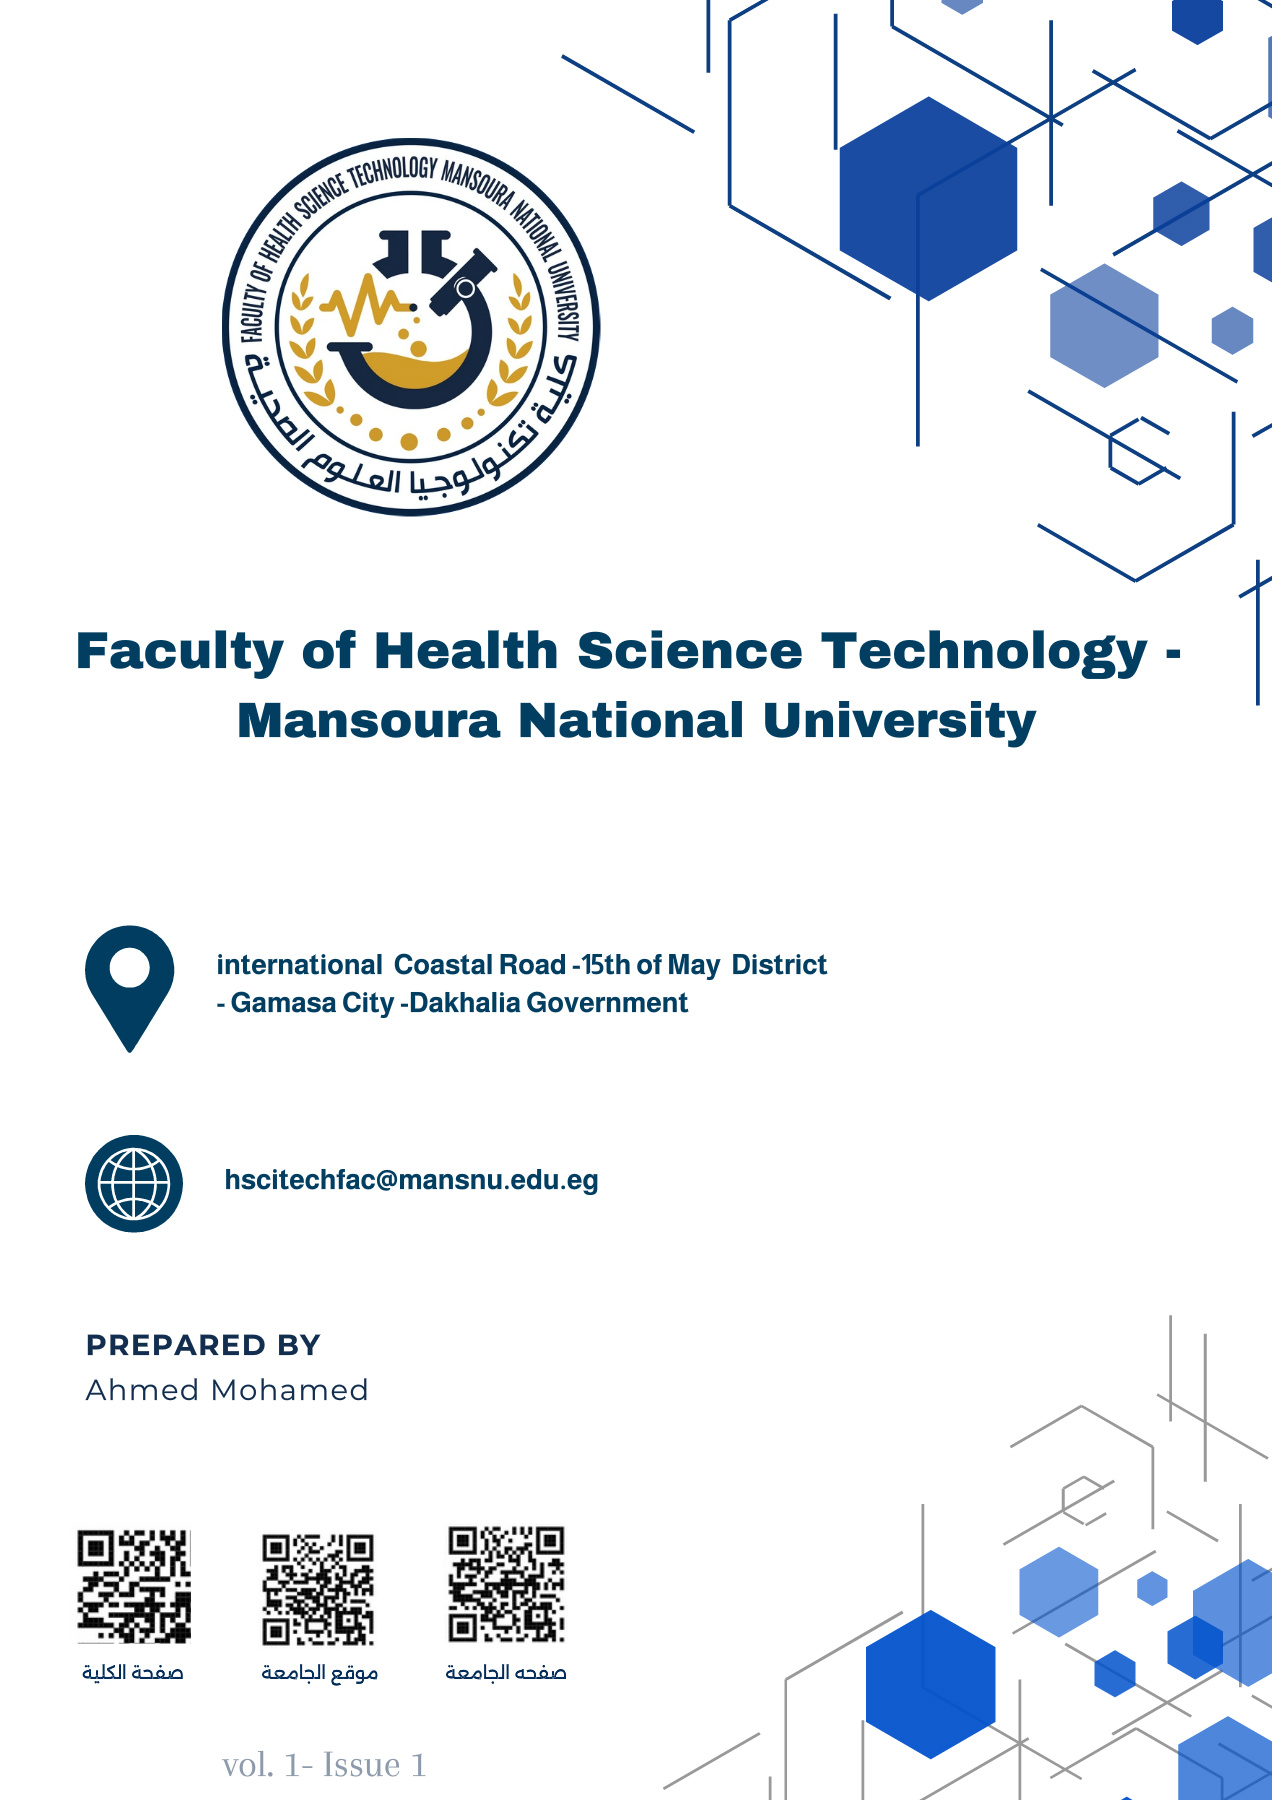 FACULTY OF HEALTH SCIENCE TECHNOLOGY MANSOURA NATIONAL UNIVERSITY
كلية تكنولوجيا العلوم الصحية
Faculty of Health Science Technology -
Mansoura National University
international Coastal Road -15th of May District
- Gamasa City -Dakhalia Government
hscitechfac@mansnu.edu.eg
PREPARED BY
Ahmed Mohamed
صفحة الكلية
موقع الجامعة
صفحه الجامعة
vol. 1- Issue 1